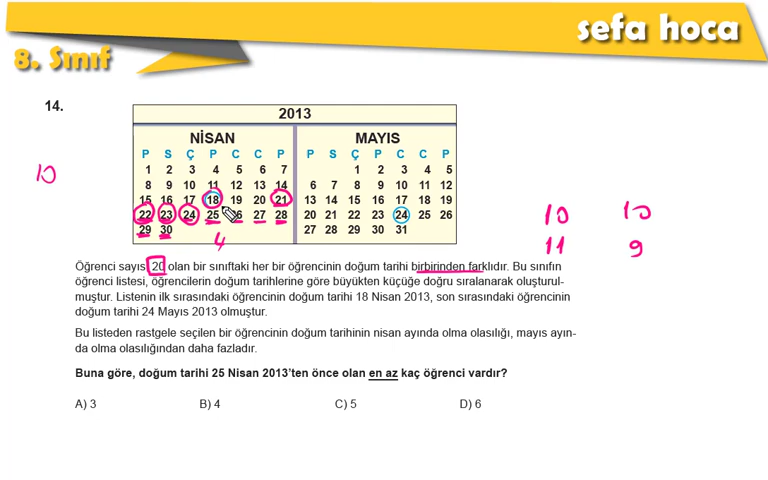 sefa hoca
8. Sınıf
14.
2013
NİSAN MAYIS
P S Ç P C C P P S Ç P C C P
1 2 3 4 5 6 7 1 2 3 4 5
8 9 10 11 12 13 14 6 7 8 9 10 11 12
15 16 17 18 19 20 21 13 14 15 16 17 18 19
22 23 24 25 26 27 28 20 21 22 23 24 25 26
29 30 27 28 29 30 31
10
10 10
11 9
4
Öğrenci sayısı 20 olan bir sınıftaki her bir öğrencinin doğum tarihi birbirinden farklıdır. Bu sınıfın
öğrenci listesi, öğrencilerin doğum tarihlerine göre büyükten küçüğe doğru sıralanarak oluşturul-
muştur. Listenin ilk sırasındaki öğrencinin doğum tarihi 18 Nisan 2013, son sırasındaki öğrencinin
doğum tarihi 24 Mayıs 2013 olmuştur.
Bu listeden rastgele seçilen bir öğrencinin doğum tarihinin nisan ayında olma olasılığı, mayıs ayın-
da olma olasılığından daha fazladır.
Buna göre, doğum tarihi 25 Nisan 2013'ten önce olan en az kaç öğrenci vardır?
A) 3 B) 4 C) 5 D) 6